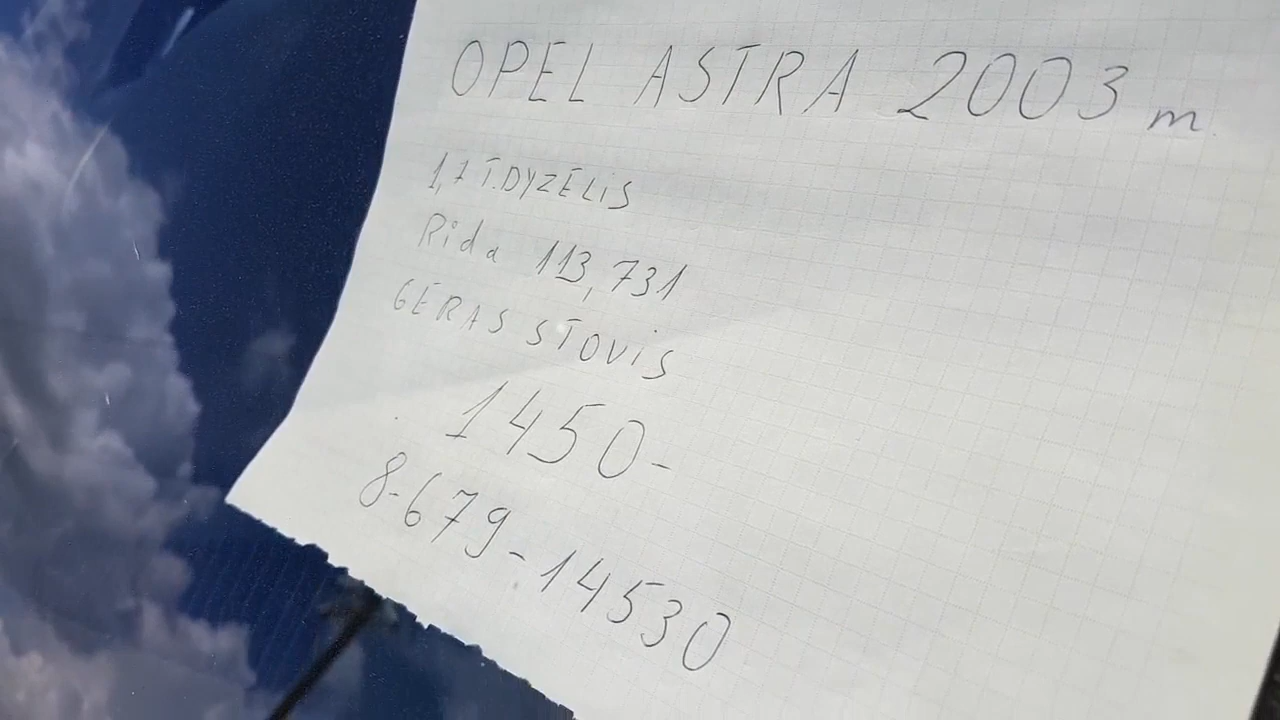 OPEL ASTRA 2003 m.
1,7 T.DYZELIS
Rida 113,731
GERAS STOVIS
1450-
8-679-14530